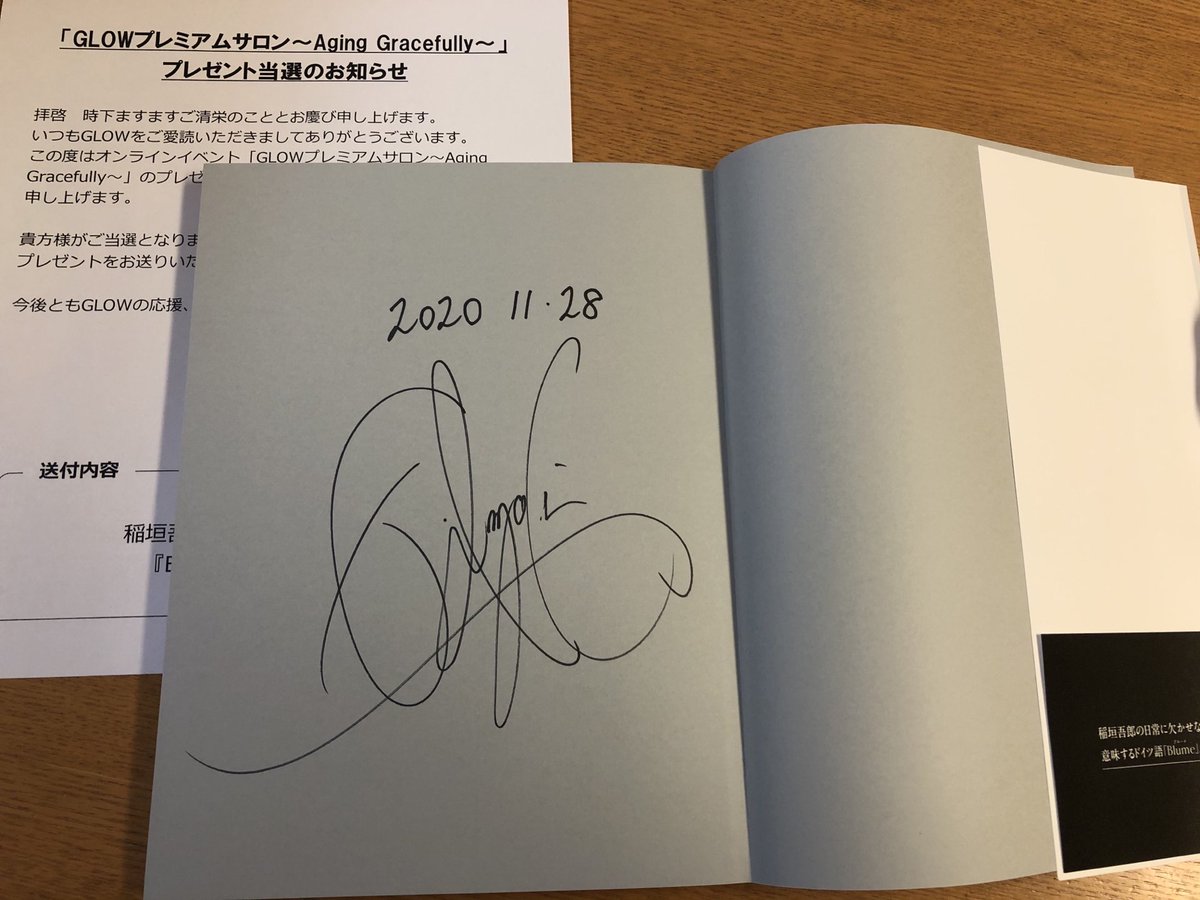 「GLOWプレミアムサロン～Aging Gracefully～」
プレゼント当選のお知らせ
拝啓　時下ますますご清栄のこととお慶び申し上げます。
いつもGLOWをご愛読いただきましてありがとうございます。
この度はオンラインイベント「GLOWプレミアムサロン～Aging
Gracefully～」のプレゼ
申し上げます。
貴方様がご当選となりま
プレゼントをお送りいた
今後ともGLOWの応援、
送付内容
稲垣吾
『B
2020 11・28
稲垣吾郎の日常に欠かせな
意味するドイツ語「Blume」
ブルーメ